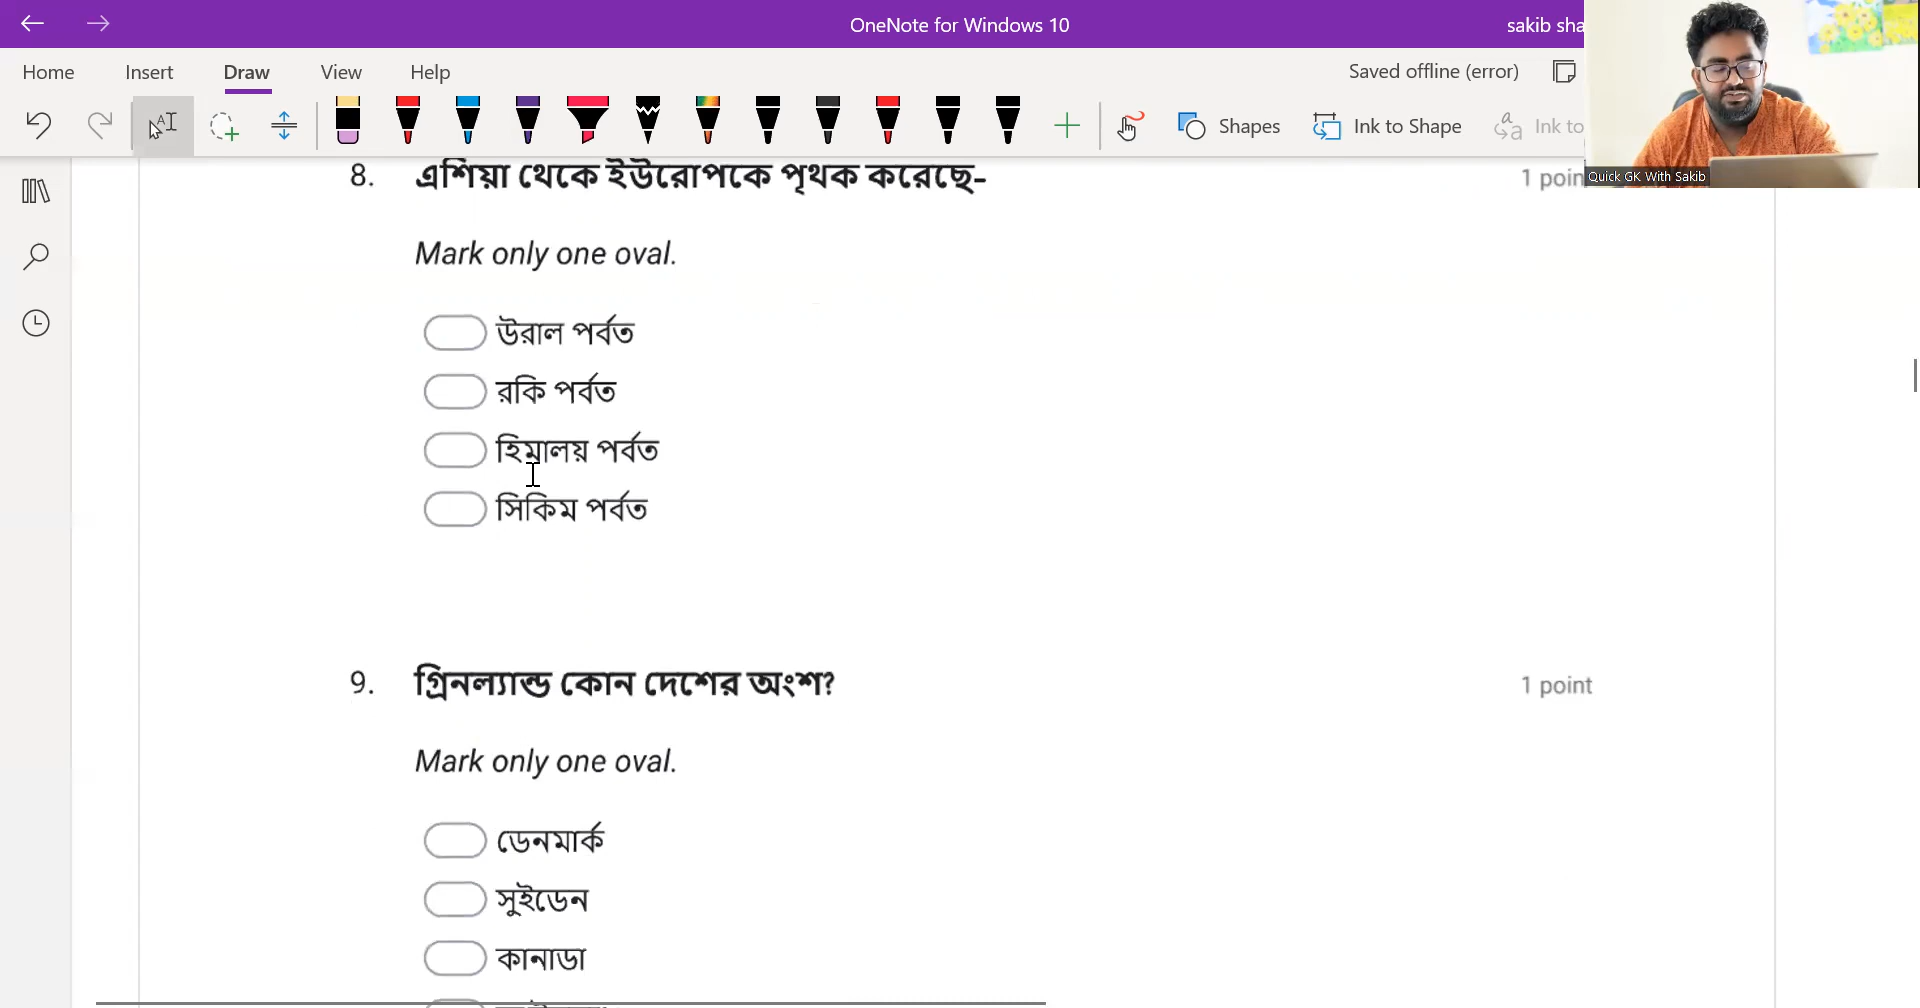 OneNote for Windows 10
sakib sha
Home Insert Draw View Help
Saved offline (error)
Shapes Ink to Shape Ink to
Quick GK With Sakib
8. এশিয়া থেকে ইউরোপকে পৃথক করেছে- 1 poin
Mark only one oval.
উরাল পর্বত
রকি পর্বত
হিমালয় পর্বত
সিকিম পর্বত
9. গ্রিনল্যান্ড কোন দেশের অংশ? 1 point
Mark only one oval.
ডেনমার্ক
সুইডেন
কানাডা